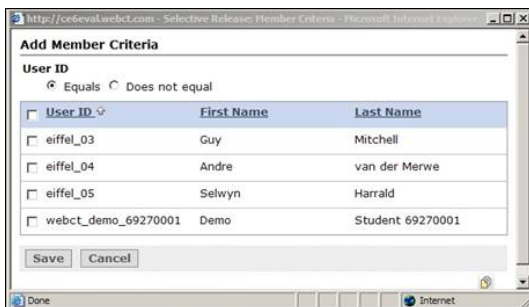 http://ce6eval.webct.com - Selective Release: Member Criteria - Microsoft Internet Explorer
Add Member Criteria
User ID
Equals Does not equal
User ID First Name Last Name
eiffel_03 Guy Mitchell
eiffel_04 Andre van der Merwe
eiffel_05 Selwyn Harrald
webct_demo_69270001 Demo Student 69270001
Save Cancel
Done Internet